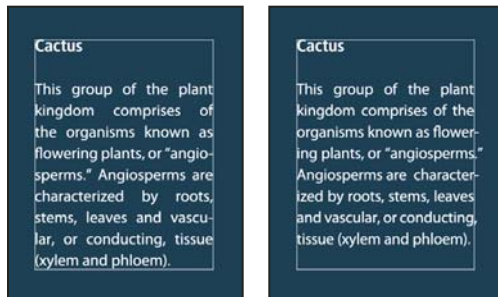 Cactus
This group of the plant
kingdom comprises of
the organisms known as
flowering plants, or “angio-
sperms.” Angiosperms are
characterized by roots,
stems, leaves and vascu-
lar, or conducting, tissue
(xylem and phloem).
Cactus
This group of the plant
kingdom comprises of the
organisms known as flower-
ing plants, or “angiosperms.”
Angiosperms are character-
ized by roots, stems, leaves
and vascular, or conducting,
tissue (xylem and phloem).